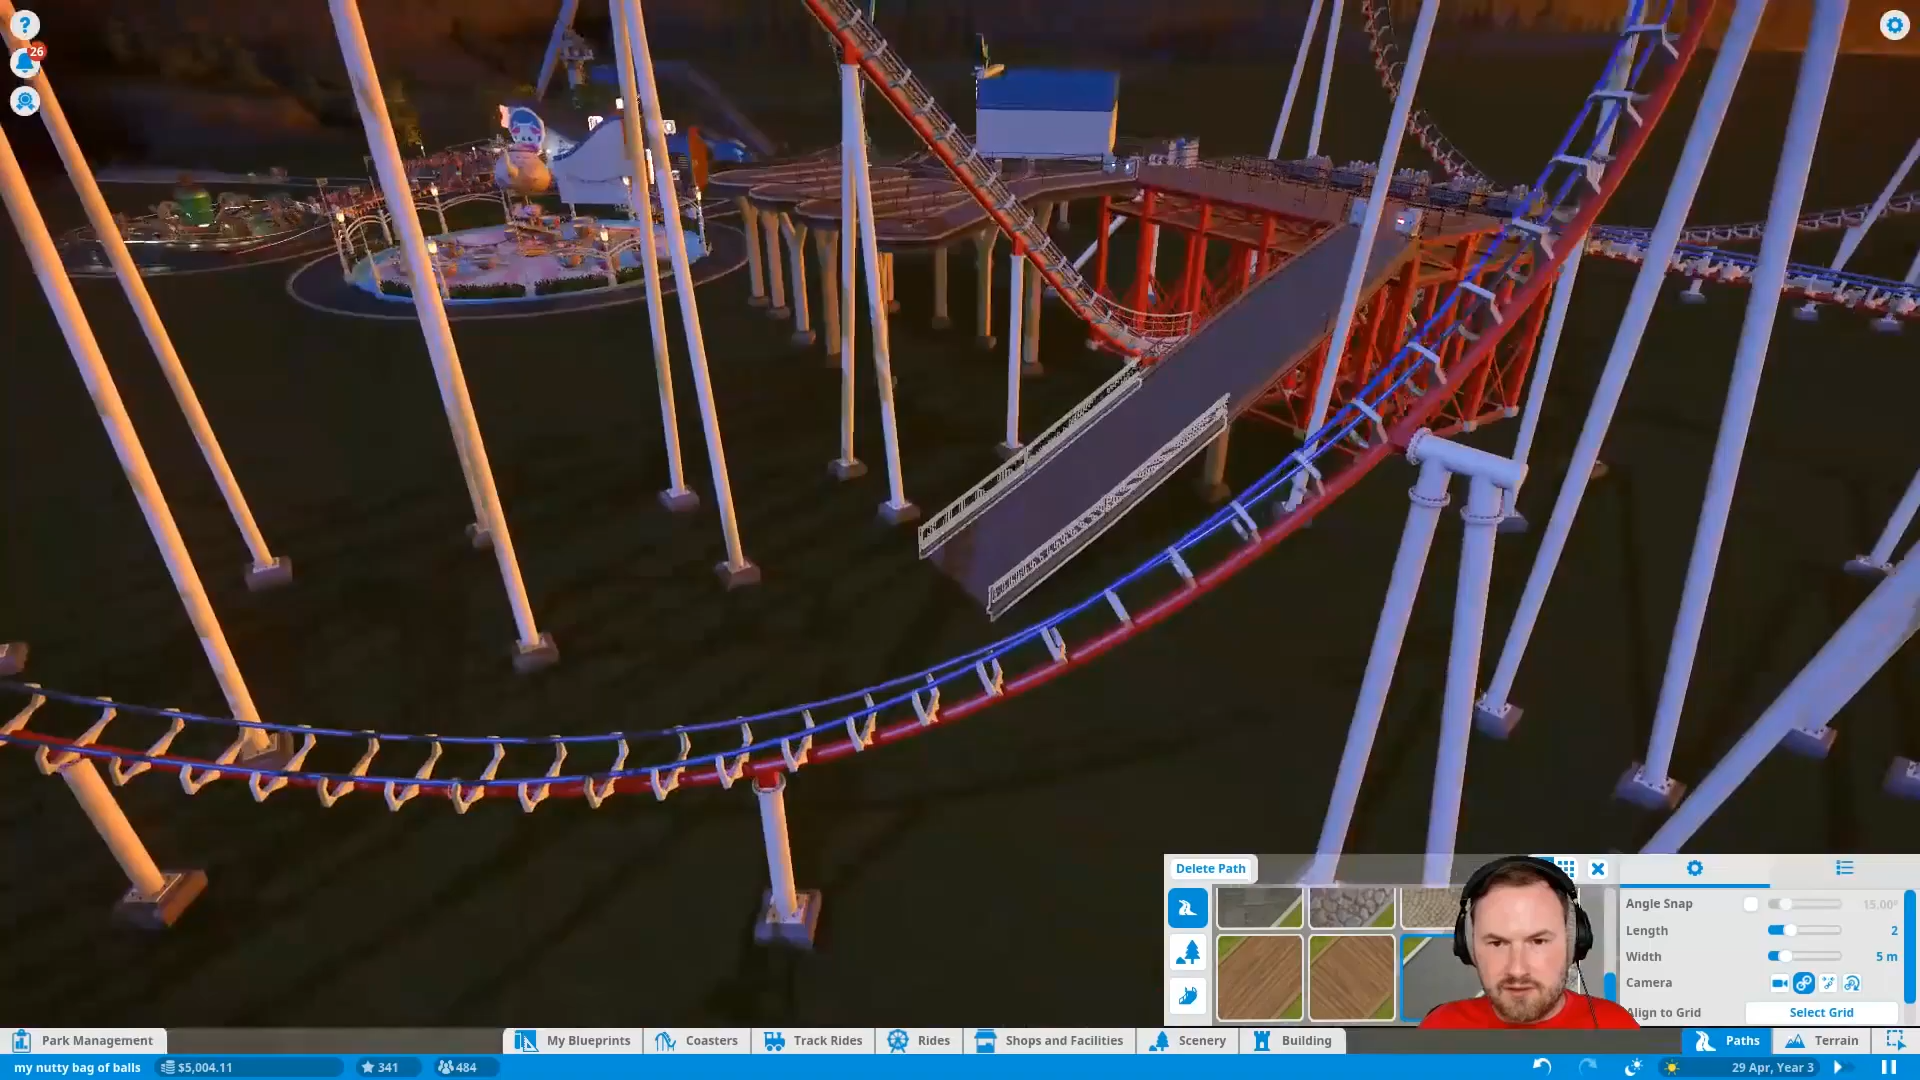 ?
26
Delete Path
Angle Snap 15.00°
Length 2
Width 5 m
Camera
Align to Grid Select Grid
Park Management
My Blueprints
Coasters
Track Rides
Rides
Shops and Facilities
Scenery
Building
Paths
Terrain
my nutty bag of balls
$5,004.11
341
484
29 Apr, Year 3